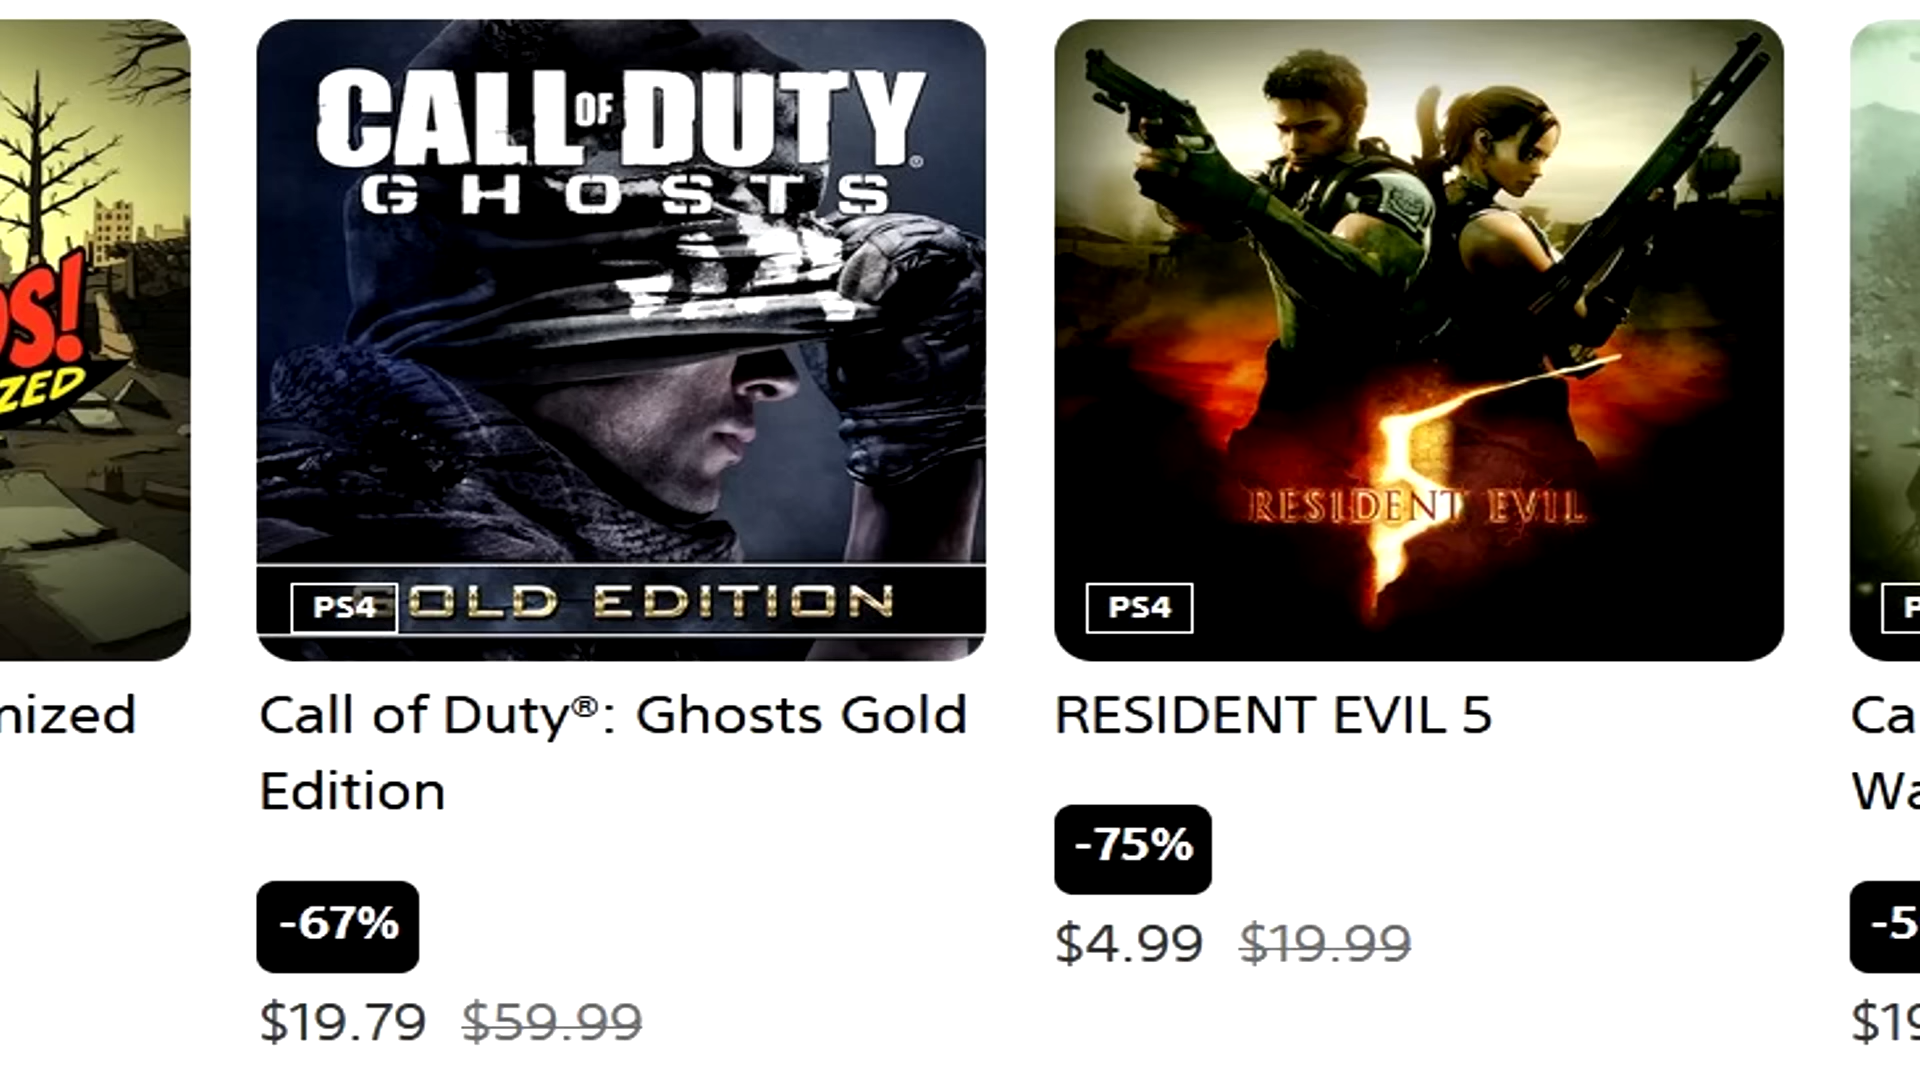 CALL OF DUTY®
GHOSTS
PS4
GOLD EDITION
Call of Duty®: Ghosts Gold
Edition
-67%
$19.79 $59.99
5
RESIDENT EVIL
PS4
RESIDENT EVIL 5
-75%
$4.99 $19.99